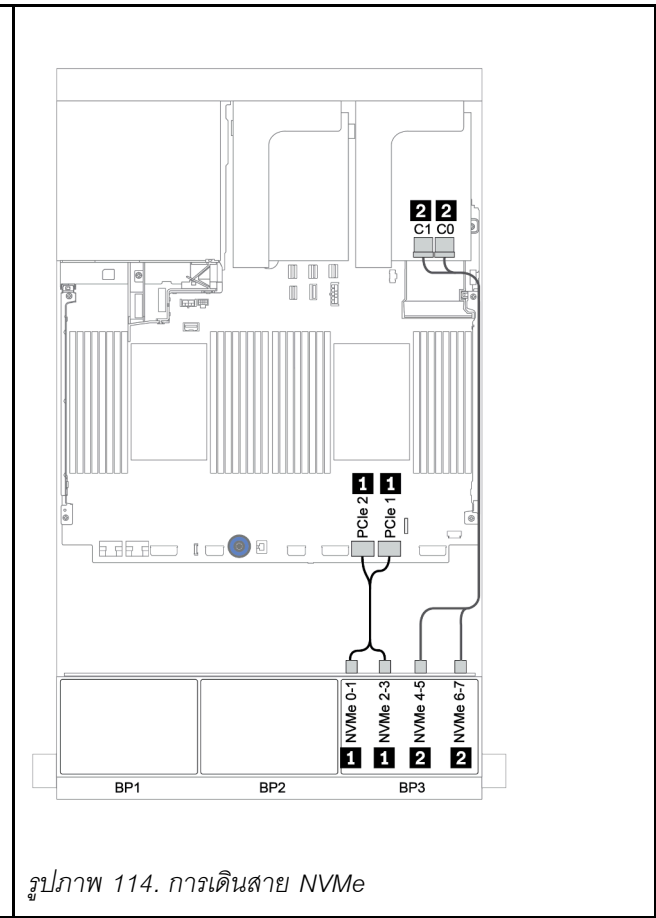 2 2
C1 C0
1 1
PCIe 2
PCIe 1
NVMe 0-1
NVMe 2-3
NVMe 4-5
NVMe 6-7
1 1 2 2
BP1 BP2 BP3
รูปภาพ 114. การเดินสาย NVMe